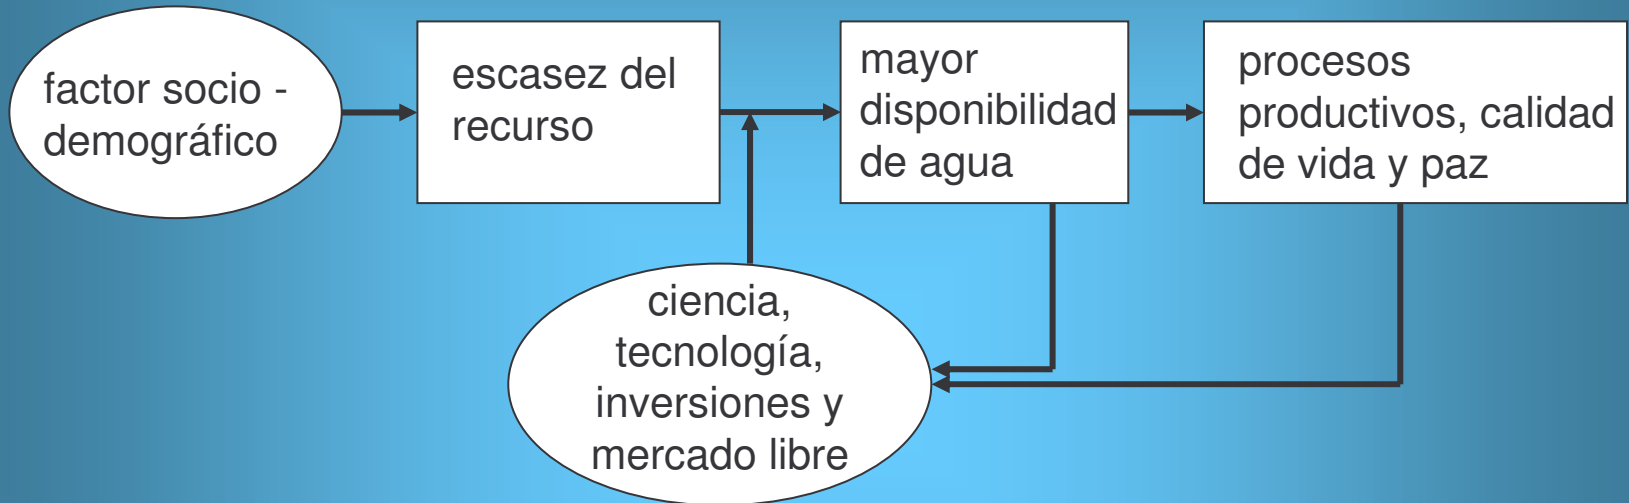 factor socio -
demográfico
escasez del
recurso
mayor
disponibilidad
de agua
procesos
productivos, calidad
de vida y paz
ciencia,
tecnología,
inversiones y
mercado libre